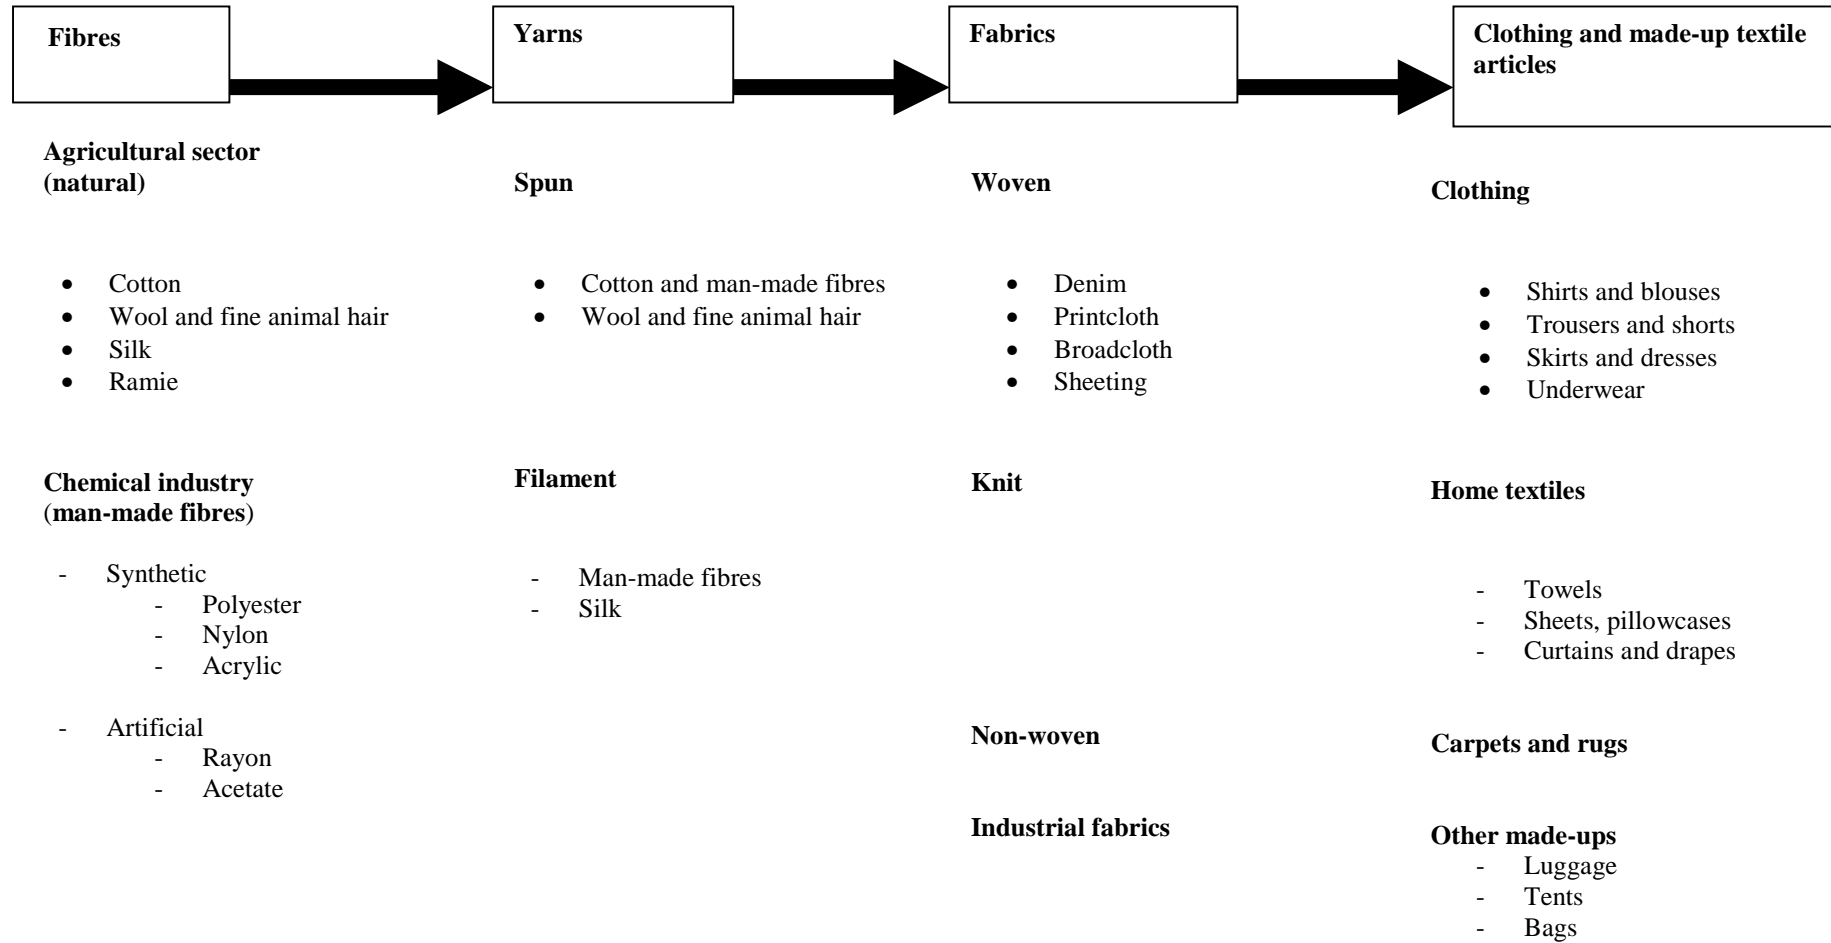 Fibres
Yarns
Fabrics
Clothing and made-up textile
articles
Agricultural sector
(natural)
• Cotton
• Wool and fine animal hair
• Silk
• Ramie
Chemical industry
(man-made fibres)
- Synthetic
- Polyester
- Nylon
- Acrylic
- Artificial
- Rayon
- Acetate
Spun
• Cotton and man-made fibres
• Wool and fine animal hair
Filament
- Man-made fibres
- Silk
Woven
• Denim
• Printcloth
• Broadcloth
• Sheeting
Knit
Non-woven
Industrial fabrics
Clothing
• Shirts and blouses
• Trousers and shorts
• Skirts and dresses
• Underwear
Home textiles
- Towels
- Sheets, pillowcases
- Curtains and drapes
Carpets and rugs
Other made-ups
- Luggage
- Tents
- Bags